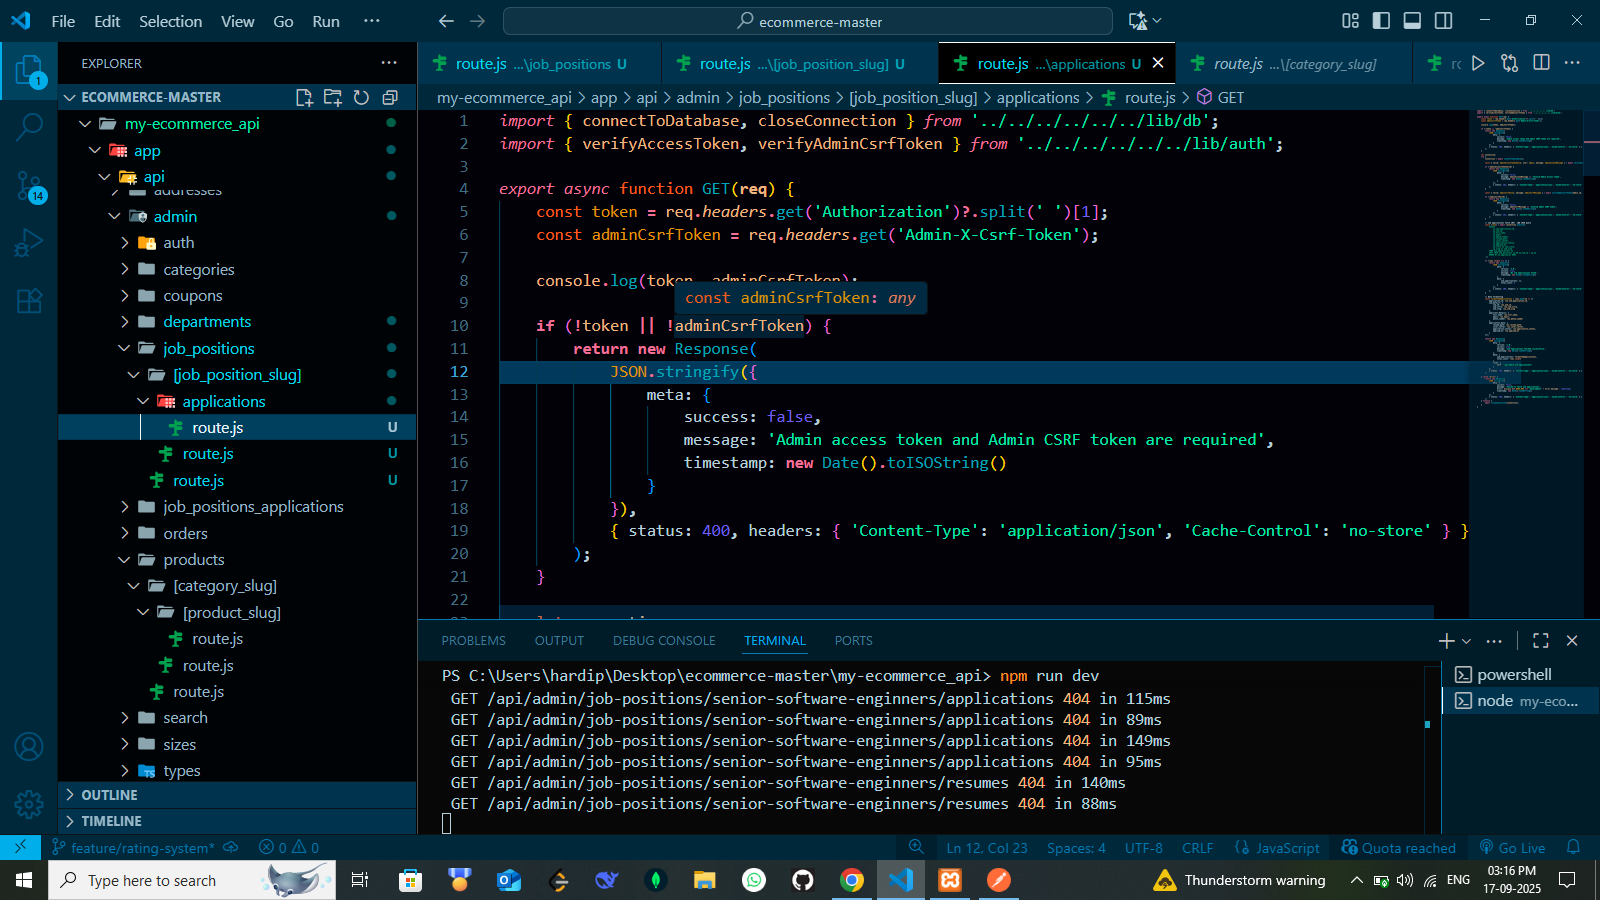 File Edit Selection View Go Run ···
ecommerce-master
EXPLORER
route.js ...\job_positions U
route.js ...\[job_position_slug] U
route.js ...\applications U
route.js ...\[category_slug]
my-ecommerce_api > app > api > admin > job_positions > [job_position_slug] > applications > route.js > GET
ECOMMERCE-MASTER
my-ecommerce_api
app
api
addresses
admin
auth
categories
coupons
departments
job_positions
[job_position_slug]
applications
route.js U
route.js U
route.js U
job_positions_applications
orders
products
[category_slug]
[product_slug]
route.js
route.js
route.js
search
sizes
types
OUTLINE
TIMELINE
1
14
1 import { connectToDatabase, closeConnection } from '../../../../../../lib/db';
2 import { verifyAccessToken, verifyAdminCsrfToken } from '../../../../../../lib/auth';
3
4 export async function GET(req) {
5 const token = req.headers.get('Authorization')?.split(' ')[1];
6 const adminCsrfToken = req.headers.get('Admin-X-Csrf-Token');
7
8 console.log(token, adminCsrfToken);
const adminCsrfToken: any
9
10 if (!token || !adminCsrfToken) {
11 return new Response(
12 JSON.stringify({
13 meta: {
14 success: false,
15 message: 'Admin access token and Admin CSRF token are required',
16 timestamp: new Date().toISOString()
17 }
18 }),
19 { status: 400, headers: { 'Content-Type': 'application/json', 'Cache-Control': 'no-store' } }
20 );
21 }
22
PROBLEMS OUTPUT DEBUG CONSOLE TERMINAL PORTS
PS C:\Users\hardip\Desktop\ecommerce-master\my-ecommerce_api> npm run dev
GET /api/admin/job-positions/senior-software-enginners/applications 404 in 115ms
GET /api/admin/job-positions/senior-software-enginners/applications 404 in 89ms
GET /api/admin/job-positions/senior-software-enginners/applications 404 in 149ms
GET /api/admin/job-positions/senior-software-enginners/applications 404 in 95ms
GET /api/admin/job-positions/senior-software-enginners/resumes 404 in 140ms
GET /api/admin/job-positions/senior-software-enginners/resumes 404 in 88ms
powershell
node my-eco...
feature/rating-system* 0 0 Ln 12, Col 23 Spaces: 4 UTF-8 CRLF {} JavaScript Quota reached Go Live
Type here to search
Thunderstorm warning ENG
03:16 PM
17-09-2025